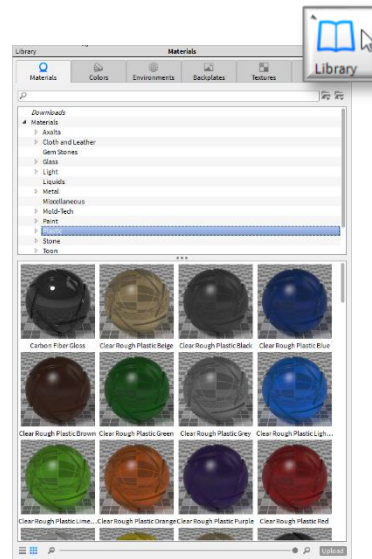 Library
Materials
Library
Materials
Colors
Environments
Backplates
Textures
Downloads
Materials
Axalta
Cloth and Leather
Gem Stones
Glass
Light
Liquids
Metal
Miscellaneous
Mold-Tech
Paint
Plastic
Stone
Toon
Carbon Fiber Gloss
Clear Rough Plastic Beige
Clear Rough Plastic Black
Clear Rough Plastic Blue
Clear Rough Plastic Brown
Clear Rough Plastic Green
Clear Rough Plastic Grey
Clear Rough Plastic Ligh...
Clear Rough Plastic Lime...
Clear Rough Plastic Orange
Clear Rough Plastic Purple
Clear Rough Plastic Red
Upload